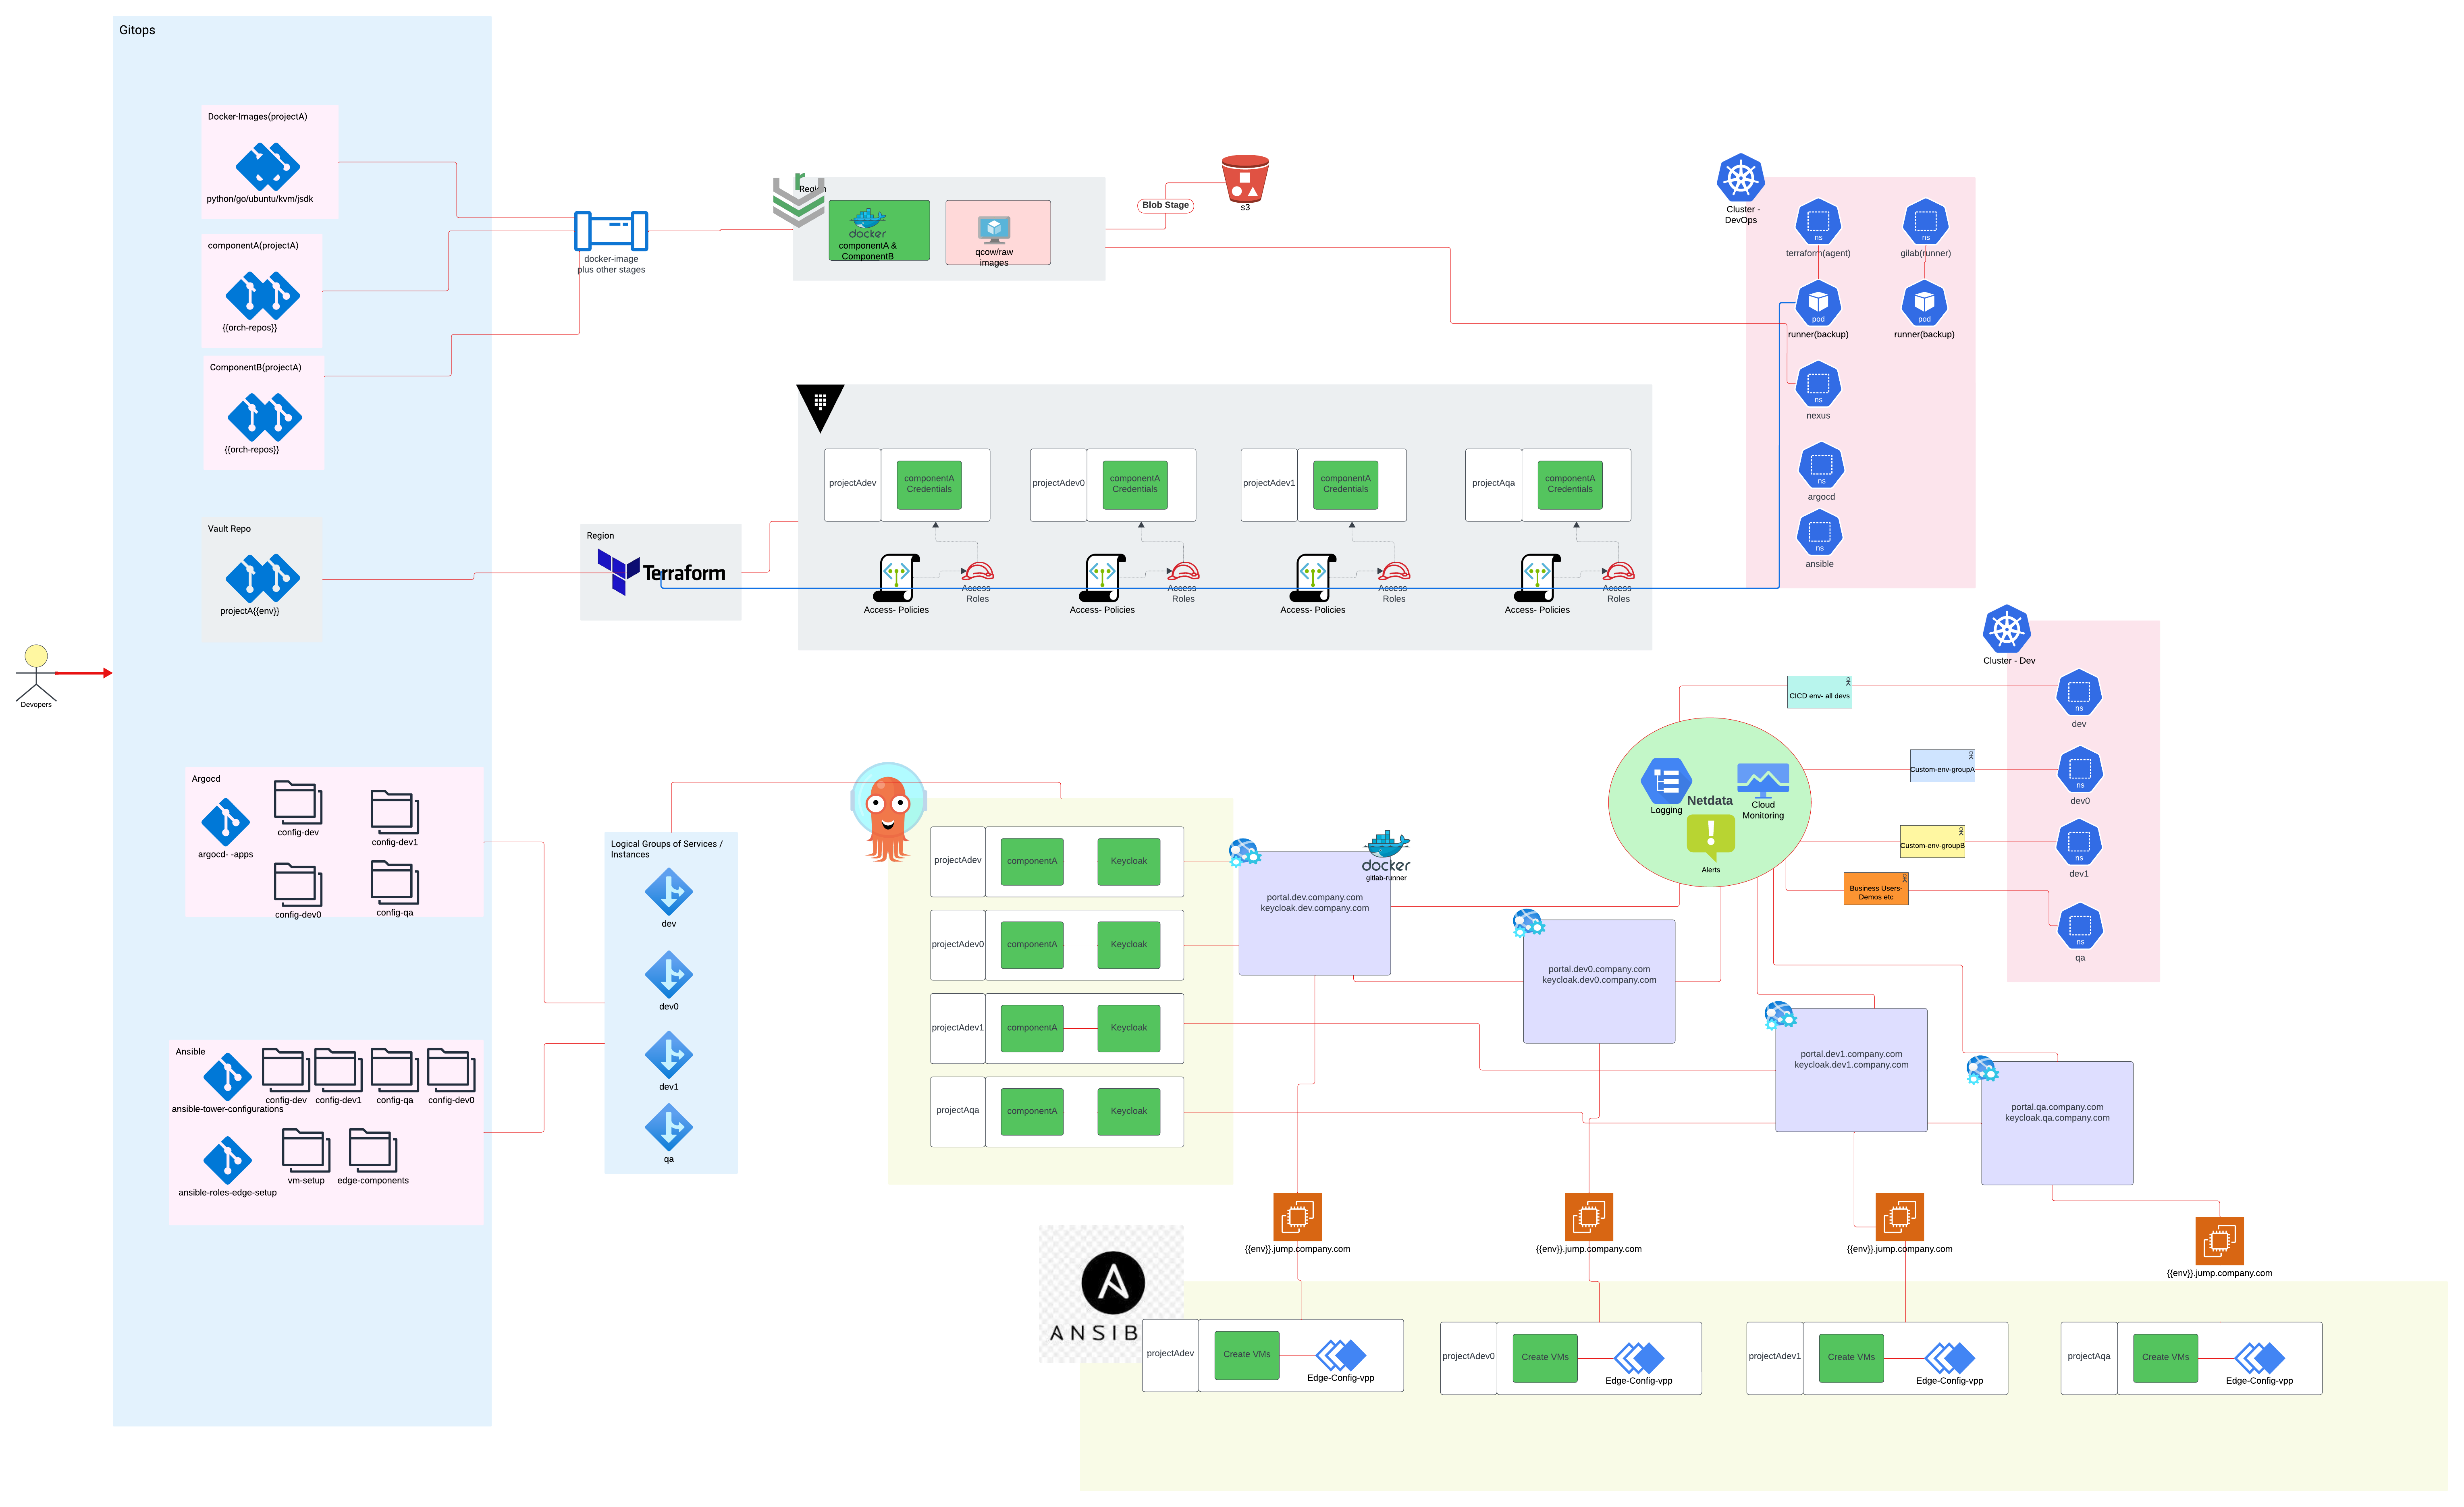 Gitops
Docker-Images(projectA)
python/go/ubuntu/kvm/jsdk
componentA(projectA)
{{orch-repos}}
ComponentB(projectA)
{{orch-repos}}
Vault Repo
projectA{{env}}
Devopers
Argocd
argocd- -apps
config-dev
config-dev1
config-dev0
config-qa
Ansible
ansible-tower-configurations
config-dev
config-dev1
config-qa
config-dev0
ansible-roles-edge-setup
vm-setup
edge-components
docker-image
plus other stages
Region
docker
componentA &
ComponentB
qcow/raw
images
Blob Stage
s3
Region
Terraform
projectAdev
componentA
Credentials
Access- Policies
Access
Roles
projectAdev0
componentA
Credentials
Access- Policies
Access
Roles
projectAdev1
componentA
Credentials
Access- Policies
Access
Roles
projectAqa
componentA
Credentials
Access- Policies
Access
Roles
Cluster -
DevOps
ns
terraform(agent)
ns
gilab(runner)
pod
runner(backup)
pod
runner(backup)
ns
nexus
ns
argocd
ns
ansible
Cluster - Dev
ns
dev
ns
dev0
ns
dev1
ns
qa
CICD env- all devs
Custom-env-groupA
Custom-env-groupB
Business Users-
Demos etc
Logging
Netdata
Cloud
Monitoring
Alerts
Logical Groups of Services /
Instances
dev
dev0
dev1
qa
projectAdev
componentA
Keycloak
projectAdev0
componentA
Keycloak
projectAdev1
componentA
Keycloak
projectAqa
componentA
Keycloak
docker
gitlab-runner
portal.dev.company.com
keycloak.dev.company.com
portal.dev0.company.com
keycloak.dev0.company.com
portal.dev1.company.com
keycloak.dev1.company.com
portal.qa.company.com
keycloak.qa.company.com
{{env}}.jump.company.com
{{env}}.jump.company.com
{{env}}.jump.company.com
{{env}}.jump.company.com
ANSIB
projectAdev
Create VMs
Edge-Config-vpp
projectAdev0
Create VMs
Edge-Config-vpp
projectAdev1
Create VMs
Edge-Config-vpp
projectAqa
Create VMs
Edge-Config-vpp